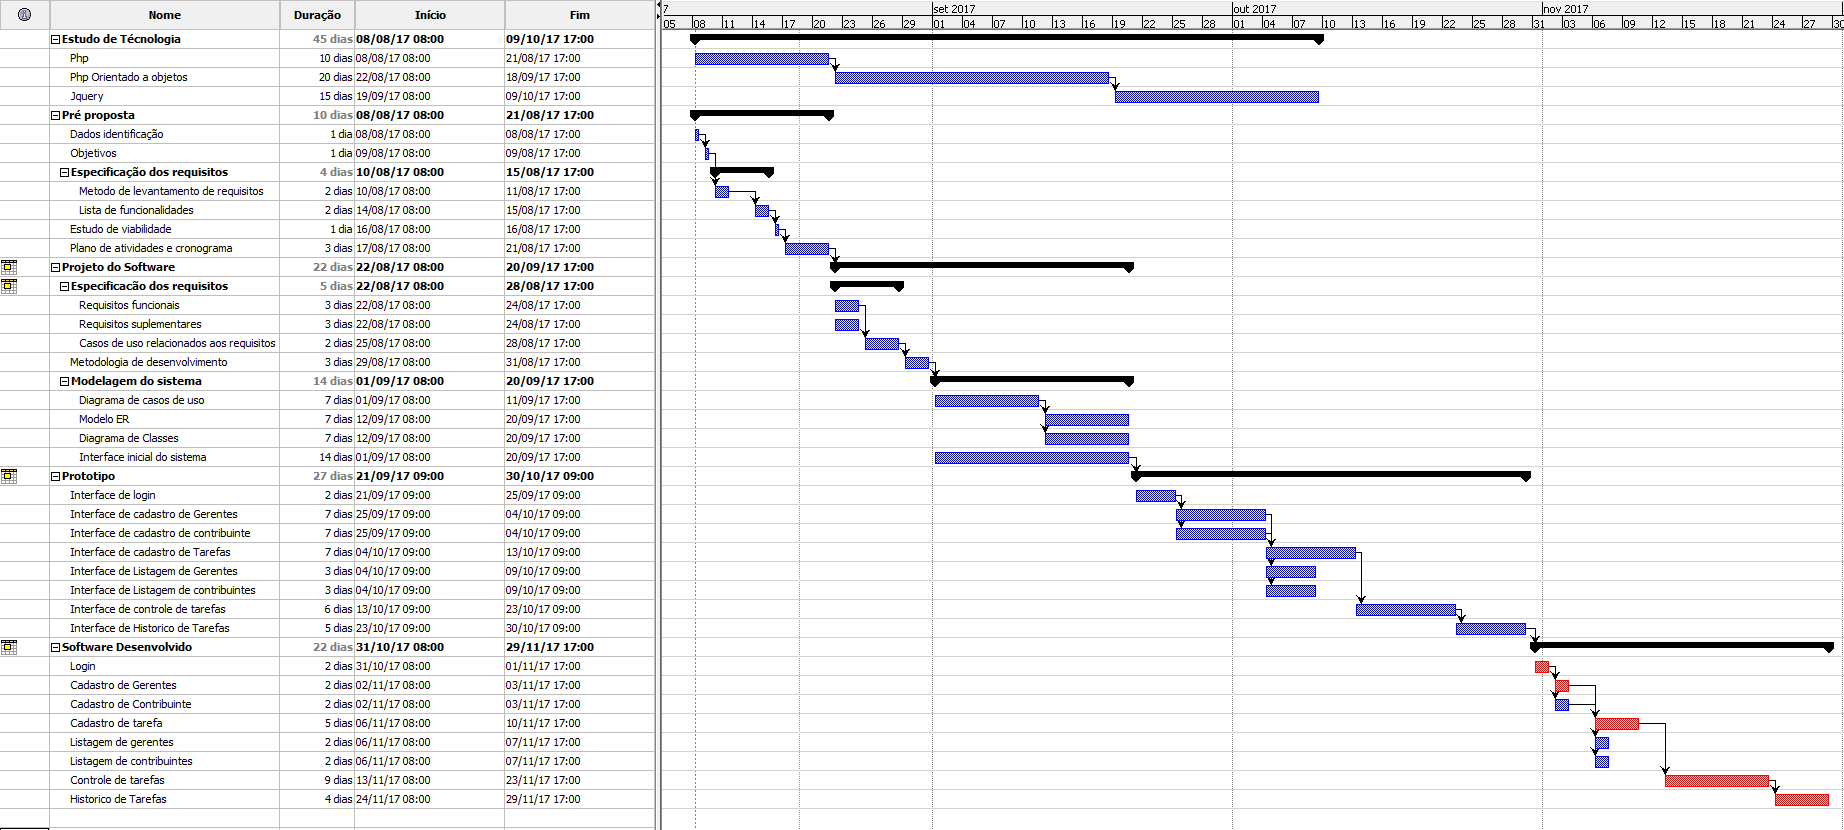 Nome Duração Início Fim 7 set 2017 out 2017 nov 2017
05 08 11 14 17 20 23 26 29 01 04 07 10 13 16 19 22 25 28 01 04 07 10 13 16 19 22 25 28 31 03 06 09 12 15 18 21 24 27 30
Estudo de Técnologia 45 dias 08/08/17 08:00 09/10/17 17:00
Php 10 dias 08/08/17 08:00 21/08/17 17:00
Php Orientado a objetos 20 dias 22/08/17 08:00 18/09/17 17:00
Jquery 15 dias 19/09/17 08:00 09/10/17 17:00
Pré proposta 10 dias 08/08/17 08:00 21/08/17 17:00
Dados identificação 1 dia 08/08/17 08:00 08/08/17 17:00
Objetivos 1 dia 09/08/17 08:00 09/08/17 17:00
Especificação dos requisitos 4 dias 10/08/17 08:00 15/08/17 17:00
Metodo de levantamento de requisitos 2 dias 10/08/17 08:00 11/08/17 17:00
Lista de funcionalidades 2 dias 14/08/17 08:00 15/08/17 17:00
Estudo de viabilidade 1 dia 16/08/17 08:00 16/08/17 17:00
Plano de atividades e cronograma 3 dias 17/08/17 08:00 21/08/17 17:00
Projeto do Software 22 dias 22/08/17 08:00 20/09/17 17:00
Especificacão dos requisitos 5 dias 22/08/17 08:00 28/08/17 17:00
Requisitos funcionais 3 dias 22/08/17 08:00 24/08/17 17:00
Requisitos suplementares 3 dias 22/08/17 08:00 24/08/17 17:00
Casos de uso relacionados aos requisitos 2 dias 25/08/17 08:00 28/08/17 17:00
Metodologia de desenvolvimento 3 dias 29/08/17 08:00 31/08/17 17:00
Modelagem do sistema 14 dias 01/09/17 08:00 20/09/17 17:00
Diagrama de casos de uso 7 dias 01/09/17 08:00 11/09/17 17:00
Modelo ER 7 dias 12/09/17 08:00 20/09/17 17:00
Diagrama de Classes 7 dias 12/09/17 08:00 20/09/17 17:00
Interface inicial do sistema 14 dias 01/09/17 08:00 20/09/17 17:00
Prototipo 27 dias 21/09/17 09:00 30/10/17 09:00
Interface de login 2 dias 21/09/17 09:00 25/09/17 09:00
Interface de cadastro de Gerentes 7 dias 25/09/17 09:00 04/10/17 09:00
Interface de cadastro de contribuinte 7 dias 25/09/17 09:00 04/10/17 09:00
Interface de cadastro de Tarefas 7 dias 04/10/17 09:00 13/10/17 09:00
Interface de Listagem de Gerentes 3 dias 04/10/17 09:00 09/10/17 09:00
Interface de Listagem de contribuintes 3 dias 04/10/17 09:00 09/10/17 09:00
Interface de controle de tarefas 6 dias 13/10/17 09:00 23/10/17 09:00
Interface de Historico de Tarefas 5 dias 23/10/17 09:00 30/10/17 09:00
Software Desenvolvido 22 dias 31/10/17 08:00 29/11/17 17:00
Login 2 dias 31/10/17 08:00 01/11/17 17:00
Cadastro de Gerentes 2 dias 02/11/17 08:00 03/11/17 17:00
Cadastro de Contribuinte 2 dias 02/11/17 08:00 03/11/17 17:00
Cadastro de tarefa 5 dias 06/11/17 08:00 10/11/17 17:00
Listagem de gerentes 2 dias 06/11/17 08:00 07/11/17 17:00
Listagem de contribuintes 2 dias 06/11/17 08:00 07/11/17 17:00
Controle de tarefas 9 dias 13/11/17 08:00 23/11/17 17:00
Historico de Tarefas 4 dias 24/11/17 08:00 29/11/17 17:00